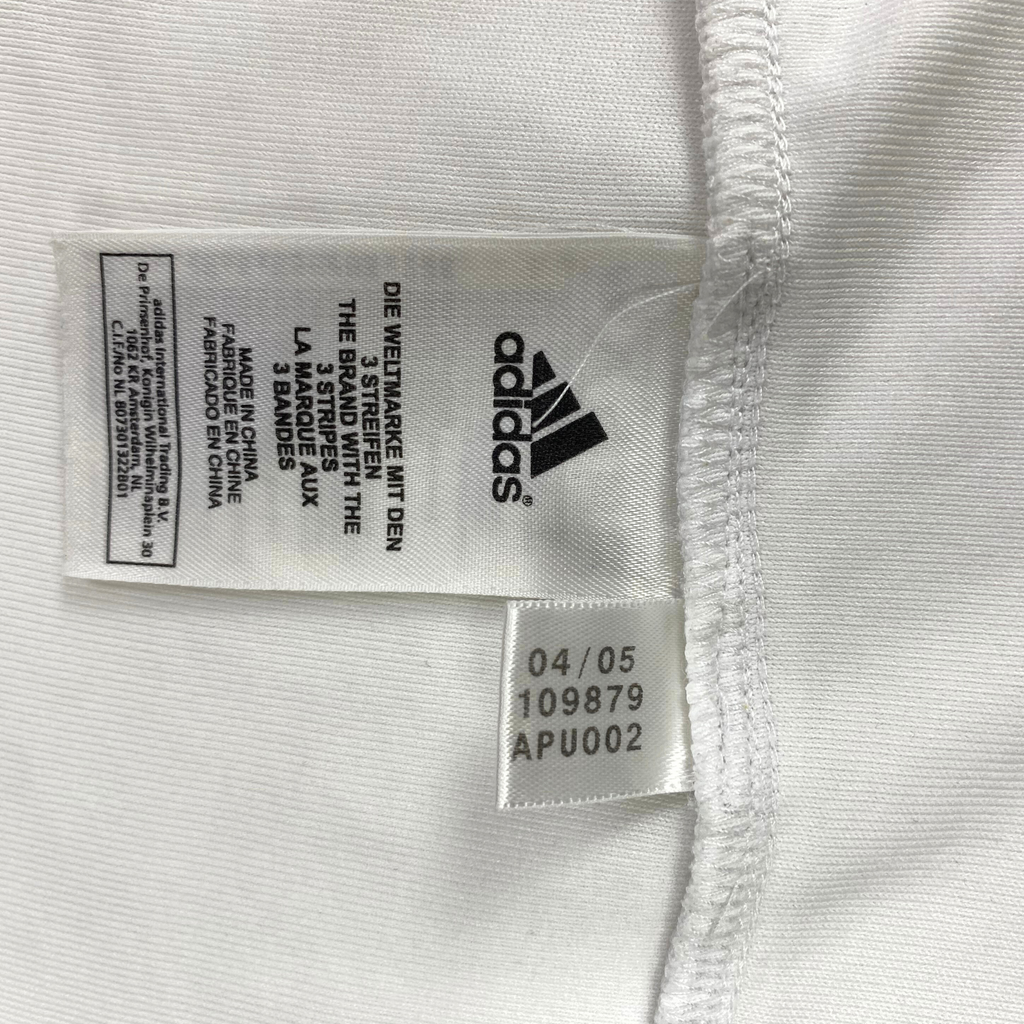 adidas®
DIE WELTMARKE MIT DEN
3 STREIFEN
THE BRAND WITH THE
3 STRIPES
LA MARQUE AUX
3 BANDES
MADE IN CHINA
FABRIQUE EN CHINE
FABRICADO EN CHINA
adidas International Trading B.V.
De Prinsenhof, Konigin Wilhelminaplein 30
1062 KR Amsterdam, NL
C.I.F./No NL 807301322B01
04/05
109879
APU002